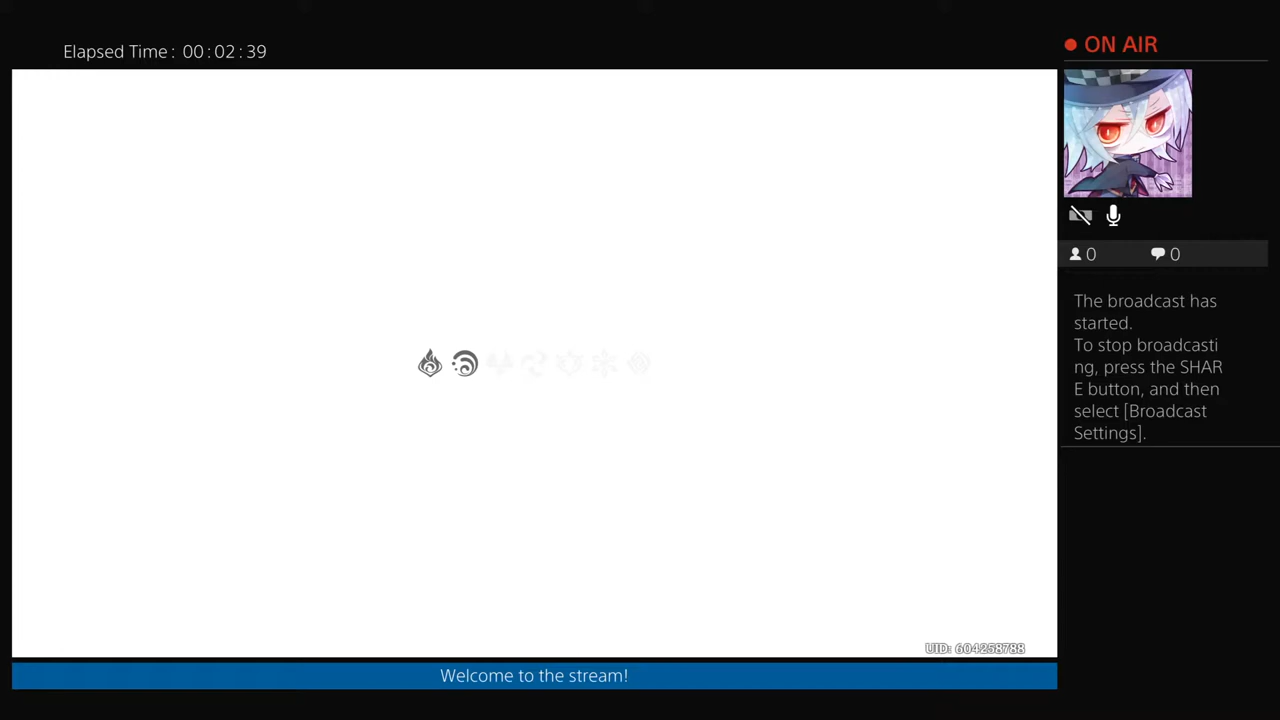 Elapsed Time: 00:02:39
ON AIR
0
0
The broadcast has
started.
To stop broadcasti
ng, press the SHAR
E button, and then
select [Broadcast
Settings].
UID: 604258788
Welcome to the stream!